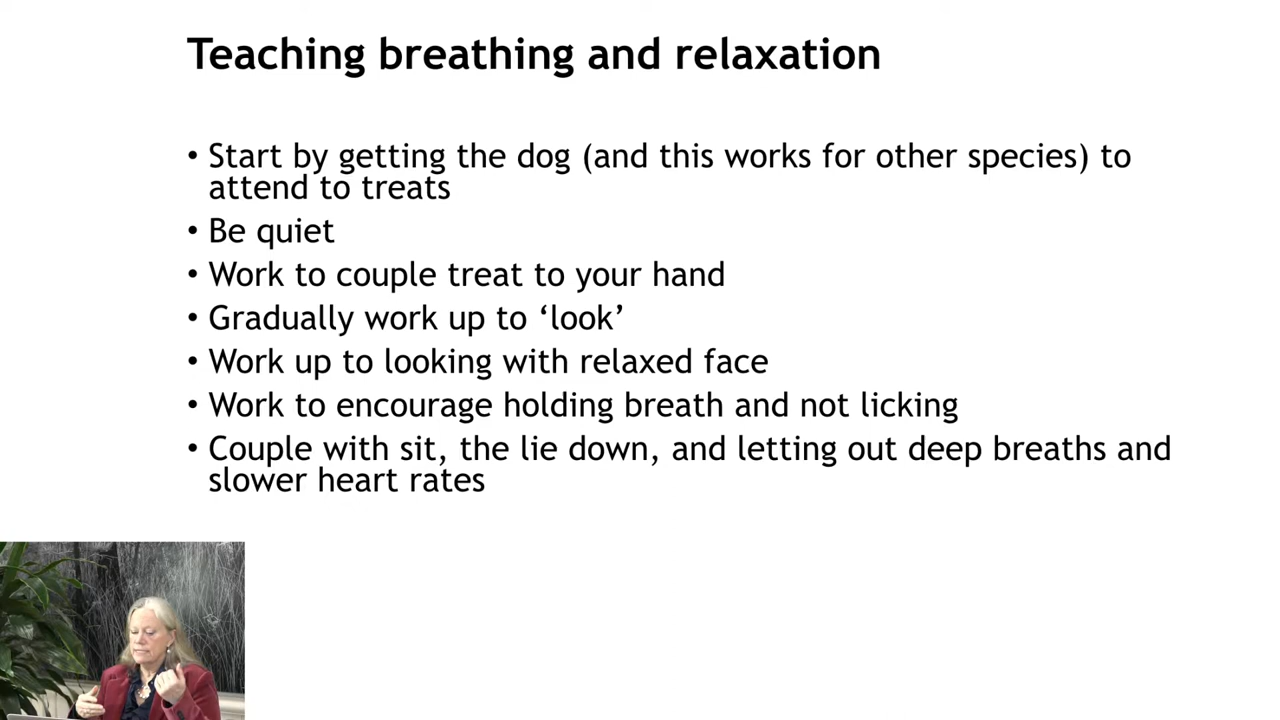 Teaching breathing and relaxation
• Start by getting the dog (and this works for other species) to
attend to treats
• Be quiet
• Work to couple treat to your hand
• Gradually work up to ‘look’
• Work up to looking with relaxed face
• Work to encourage holding breath and not licking
• Couple with sit, the lie down, and letting out deep breaths and
slower heart rates